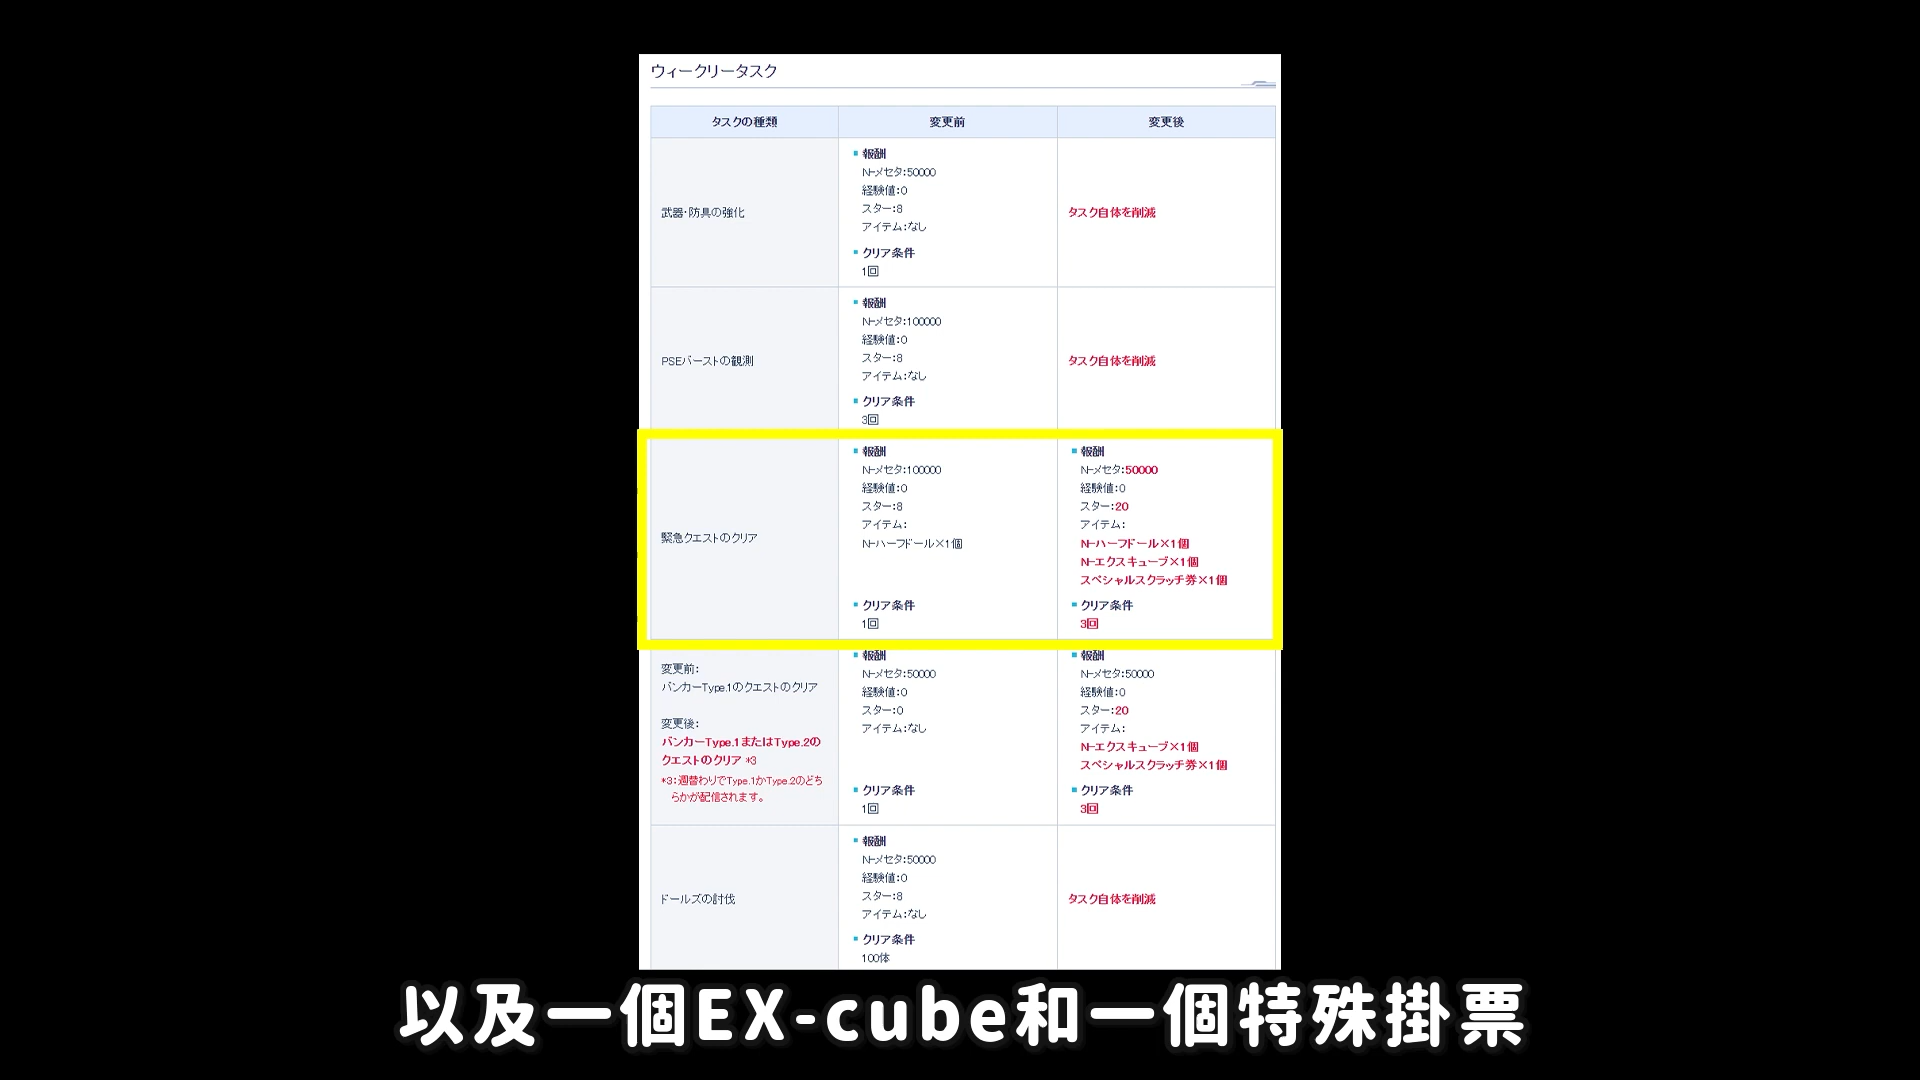 ウィークリータスク
タスクの種類
変更前
変更後
武器・防具の強化
報酬
N-メセタ:50000
経験値:0
スター:8
アイテム:なし
クリア条件
1回
タスク自体を削減
PSEバーストの観測
報酬
N-メセタ:100000
経験値:0
スター:8
アイテム:なし
クリア条件
3回
タスク自体を削減
緊急クエストのクリア
報酬
N-メセタ:100000
経験値:0
スター:8
アイテム:
N-ハーフドール×1個
クリア条件
1回
報酬
N-メセタ:50000
経験値:0
スター:20
アイテム:
N-ハーフドール×1個
N-エクスキューブ×1個
スペシャルスクラッチ券×1個
クリア条件
3回
変更前:
バンカーType.1のクエストのクリア
変更後:
バンカーType.1またはType.2の
クエストのクリア *3
*3:週替わりでType.1かType.2のどち
らかが配信されます。
報酬
N-メセタ:50000
経験値:0
スター:0
アイテム:なし
クリア条件
1回
報酬
N-メセタ:50000
経験値:0
スター:20
アイテム:
N-エクスキューブ×1個
スペシャルスクラッチ券×1個
クリア条件
3回
ドールズの討伐
報酬
N-メセタ:50000
経験値:0
スター:8
アイテム:なし
クリア条件
100体
タスク自体を削減
以及一個EX-cube和一個特殊掛票